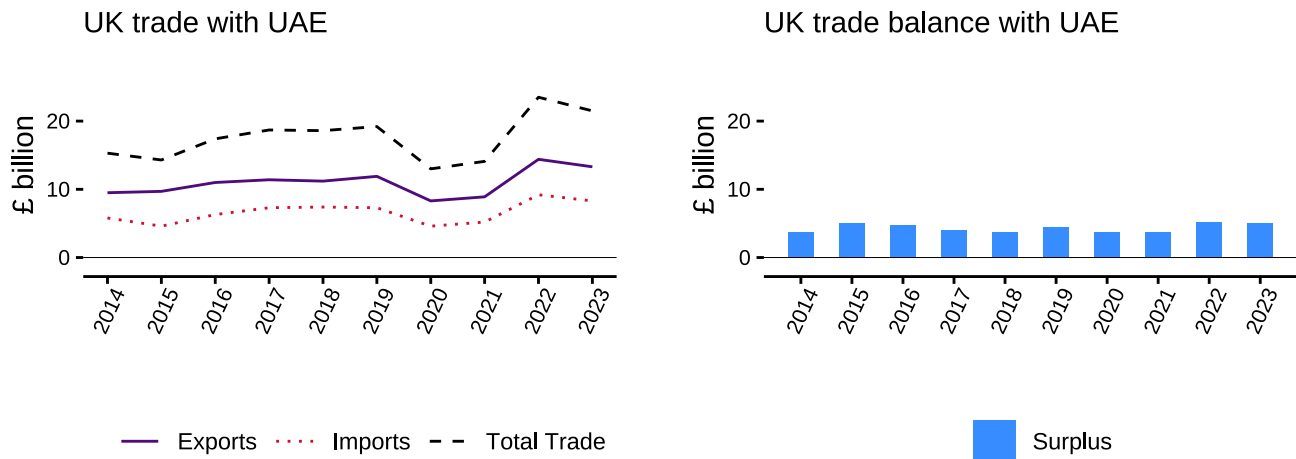 UK trade with UAE
£ billion
20
10
0
2014 2015 2016 2017 2018 2019 2020 2021 2022 2023
Exports Imports Total Trade
UK trade balance with UAE
£ billion
20
10
0
2014 2015 2016 2017 2018 2019 2020 2021 2022 2023
Surplus